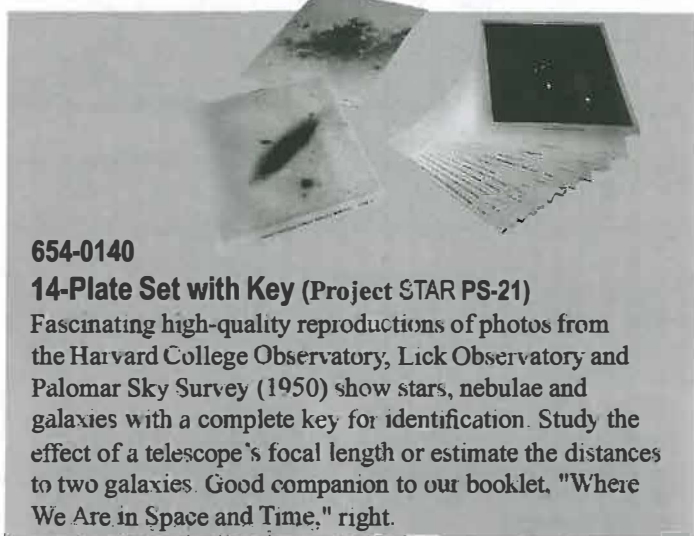 654-0140
14-Plate Set with Key (Project STAR PS-21)
Fascinating high-quality reproductions of photos from
the Harvard College Observatory, Lick Observatory and
Palomar Sky Survey (1950) show stars, nebulae and
galaxies with a complete key for identification. Study the
effect of a telescope's focal length or estimate the distances
to two galaxies. Good companion to our booklet, "Where
We Are in Space and Time," right.